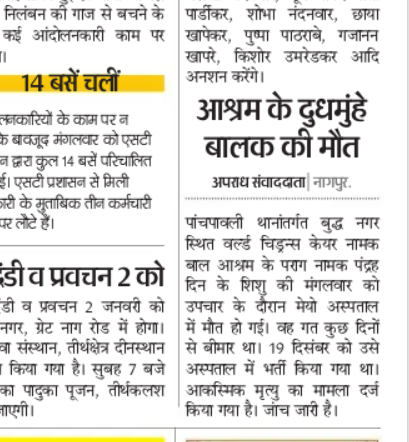 निलंबन की गाज से बचने के
कई आंदोलनकारी काम पर
।
14 बसें चलीं
लनकारियों के काम पर न
के बावजूद मंगलवार को एसटी
न द्वारा कुल 14 बसें परिचालित
ई। एसटी प्रशासन से मिली
ारी के मुताबिक तीन कर्मचारी
पर लौटे हैं।
दंडी व प्रवचन 2 को
डी व प्रवचन 2 जनवरी को
नगर, ग्रेट नाग रोड में होगा।
वा संस्थान, तीर्थक्षेत्र दीनस्थान
किया गया है। सुबह 7 बजे
का पादुका पूजन, तीर्थकलश
जाएगी।
पार्डीकर, शोभा नंदनवार, छाया
खापेकर, पुष्पा पाठराबे, गजानन
खापरे, किशोर उमरेडकर आदि
अनशन करेंगे।
आश्रम के दुधमुंहे
बालक की मौत
अपराध संवाददाता| नागपुर.
पांचपावली थानांतर्गत बुद्ध नगर
स्थित वर्ल्ड चिड्रन्स केयर नामक
बाल आश्रम के पराग नामक पंद्रह
दिन के शिशु की मंगलवार को
उपचार के दौरान मेयो अस्पताल
में मौत हो गई। वह गत कुछ दिनों
से बीमार था। 19 दिसंबर को उसे
अस्पताल में भर्ती किया गया था।
आकस्मिक मृत्यु का मामला दर्ज
किया गया है। जांच जारी है।